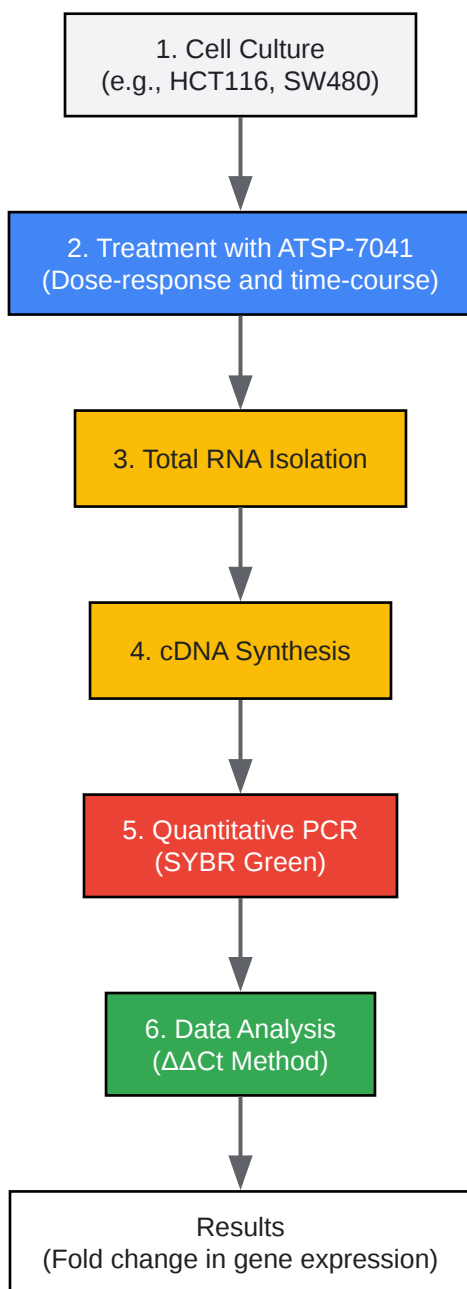 1. Cell Culture
(e.g., HCT116, SW480)
2. Treatment with ATSP-7041
(Dose-response and time-course)
3. Total RNA Isolation
4. cDNA Synthesis
5. Quantitative PCR
(SYBR Green)
6. Data Analysis
(ΔΔCt Method)
Results
(Fold change in gene expression)